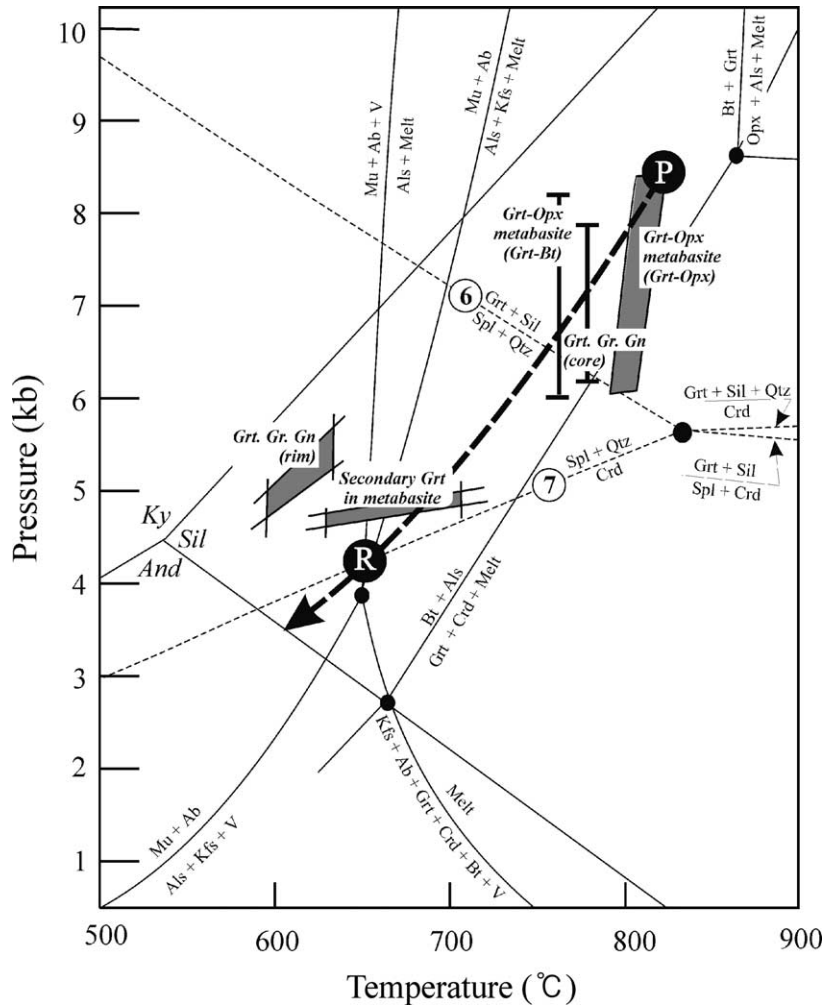 10
9
8
7
6
5
4
3
2
1
Pressure (kb)
500
600
700
800
900
Temperature (℃)
Mu + Ab + V
Als + Melt
Mu + Ab
Als + Kfs + Melt
Bt + Grt
Opx + Als + Melt
P
Grt-Opx
metabasite
(Grt-Bt)
Grt-Opx
metabasite
(Grt-Opx)
6
Grt + Sil
Spl + Qtz
Grt. Gr. Gn
(core)
Grt + Sil + Qtz
Crd
Grt. Gr. Gn
(rim)
Secondary Grt
in metabasite
Spl + Qtz
Crd
7
Grt + Sil
Spl + Crd
Ky
Sil
And
R
Bt + Als
Grt + Crd + Melt
Mu + Ab
Als + Kfs + V
Melt
Kfs + Ab + Grt + Crd + Bt + V